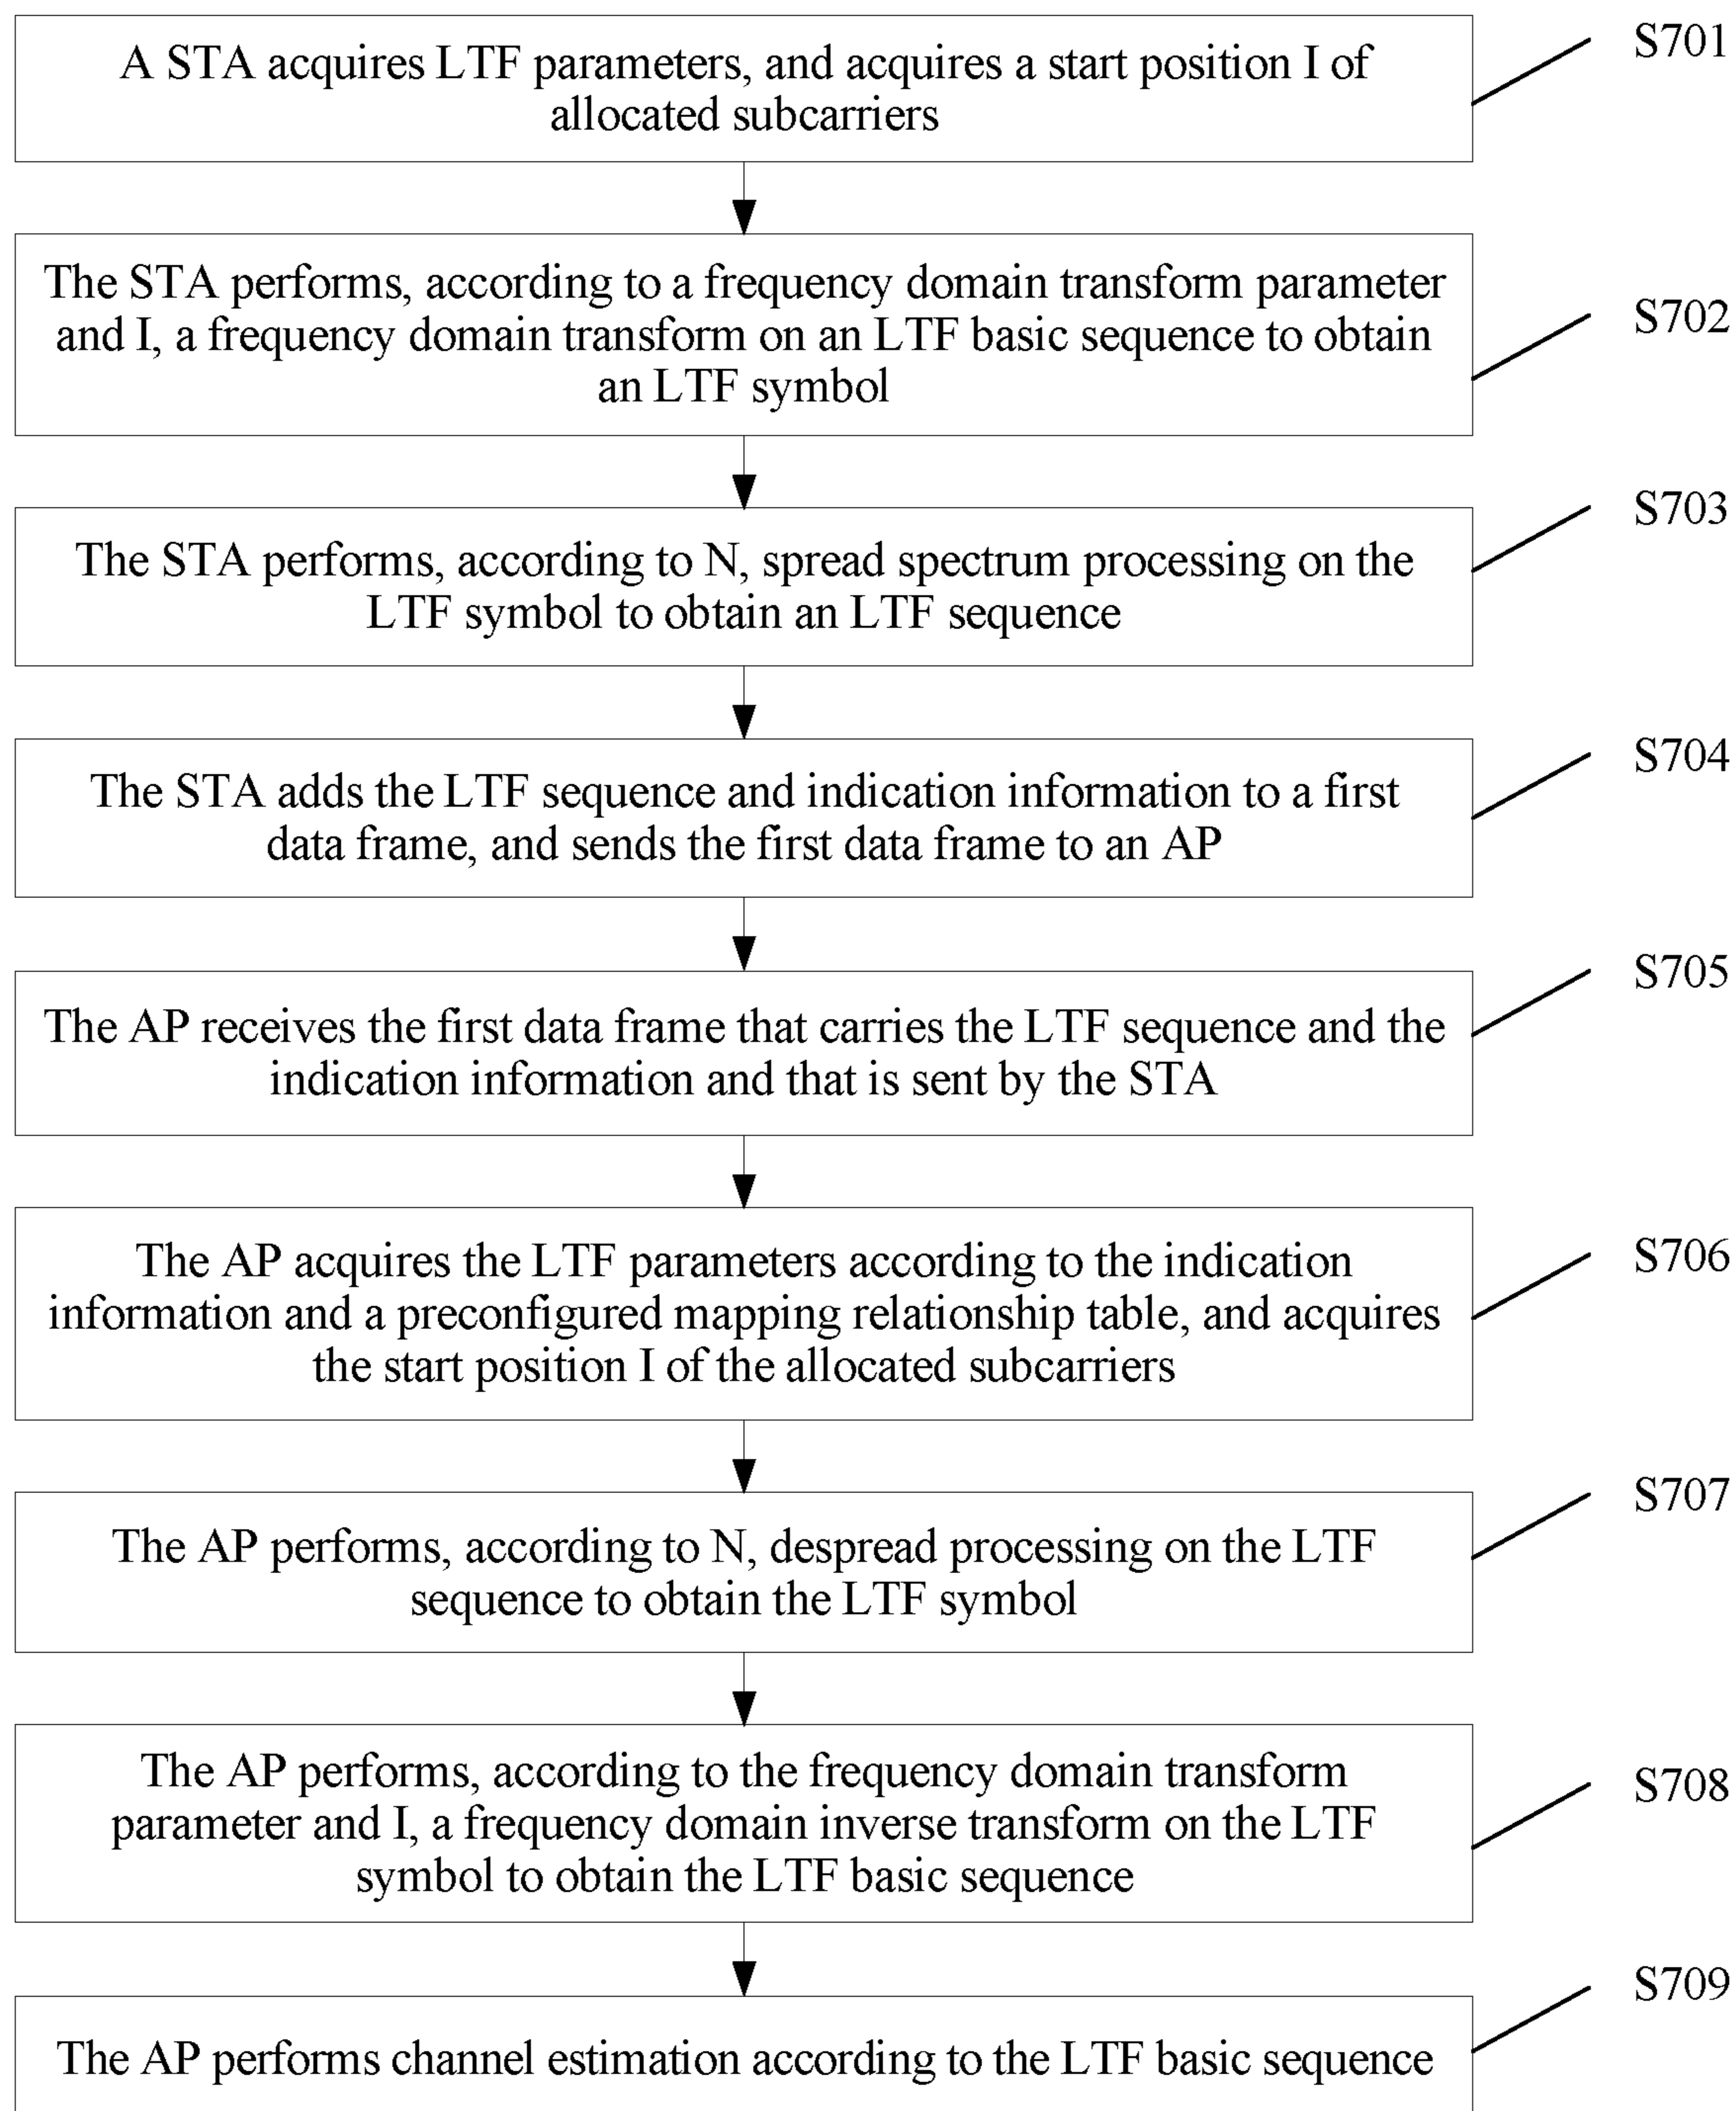 A STA acquires LTF parameters, and acquires a start position I of
allocated subcarriers
S701
The STA performs, according to a frequency domain transform parameter
and I, a frequency domain transform on an LTF basic sequence to obtain
an LTF symbol
S702
The STA performs, according to N, spread spectrum processing on the
LTF symbol to obtain an LTF sequence
S703
The STA adds the LTF sequence and indication information to a first
data frame, and sends the first data frame to an AP
S704
The AP receives the first data frame that carries the LTF sequence and the
indication information and that is sent by the STA
S705
The AP acquires the LTF parameters according to the indication
information and a preconfigured mapping relationship table, and acquires
the start position I of the allocated subcarriers
S706
The AP performs, according to N, despread processing on the LTF
sequence to obtain the LTF symbol
S707
The AP performs, according to the frequency domain transform
parameter and I, a frequency domain inverse transform on the LTF
symbol to obtain the LTF basic sequence
S708
The AP performs channel estimation according to the LTF basic sequence
S709